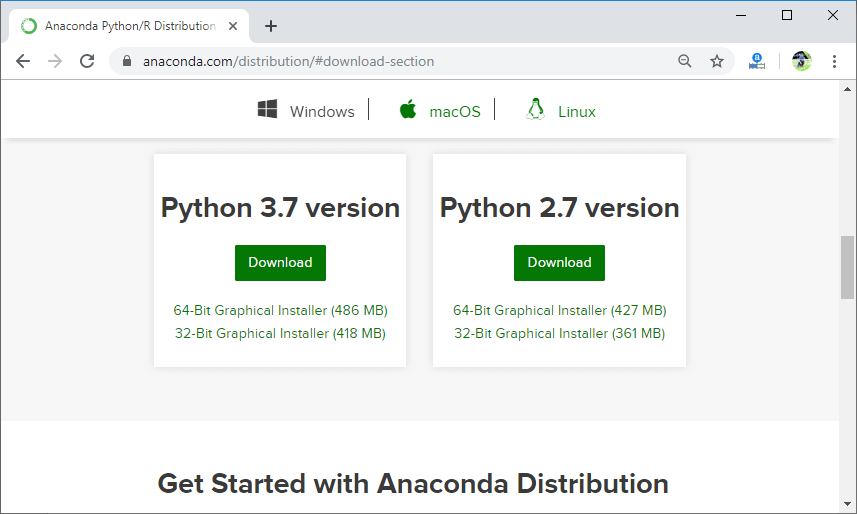 Anaconda Python/R Distribution
anaconda.com/distribution/#download-section
Windows macOS Linux
Python 3.7 version
Download
64-Bit Graphical Installer (486 MB)
32-Bit Graphical Installer (418 MB)
Python 2.7 version
Download
64-Bit Graphical Installer (427 MB)
32-Bit Graphical Installer (361 MB)
Get Started with Anaconda Distribution